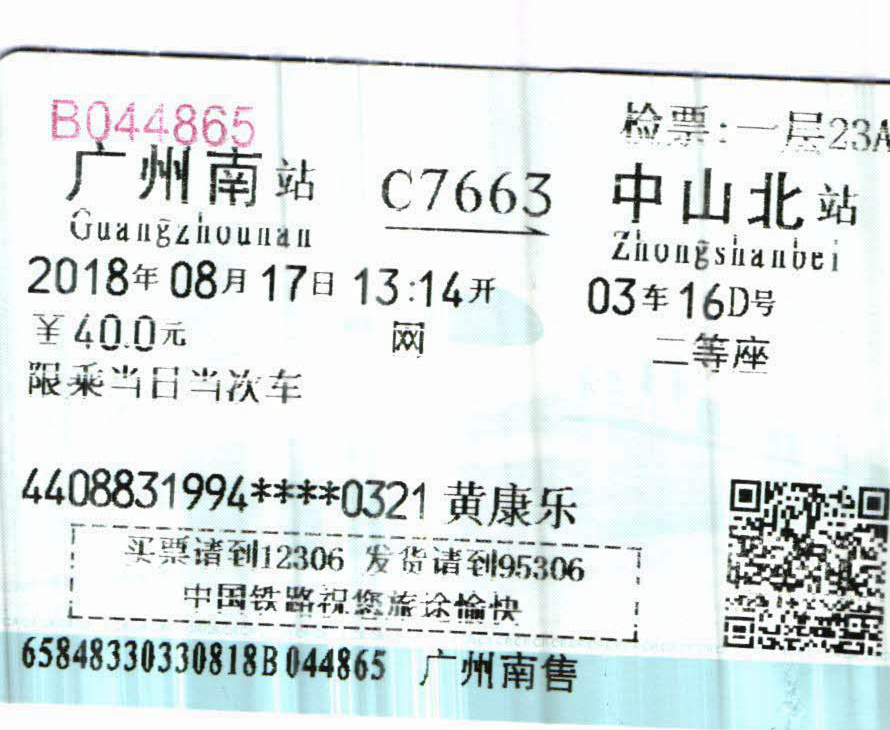 B044865
检票:一层23A
广州南站 C7663 中山北站
Guangzhounan Zhongshanbei
2018年08月17日 13:14开 03车16D号
￥40.0元 网 二等座
限乘当日当次车
4408831994****0321 黄康乐
买票请到12306 发货请到95306
中国铁路祝您旅途愉快
65848330330818B044865 广州南售